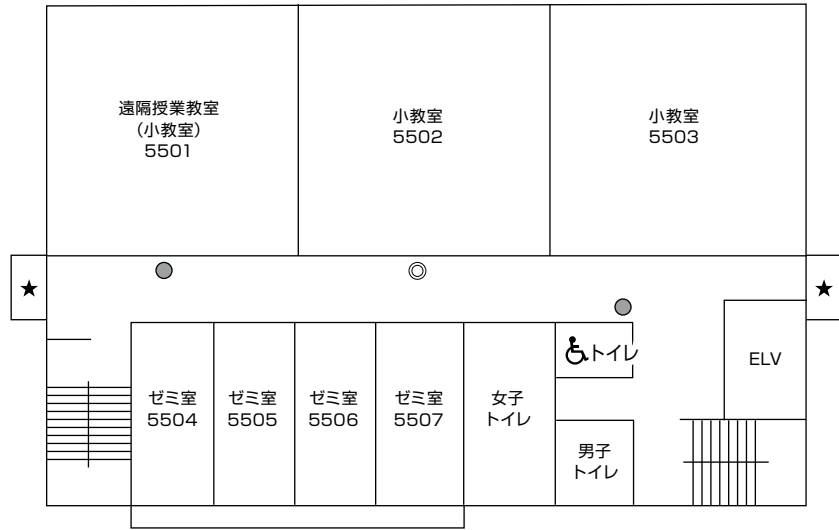 遠隔授業教室
(小教室)
5501
小教室
5502
小教室
5503
★
★
ゼミ室
5504
ゼミ室
5505
ゼミ室
5506
ゼミ室
5507
女子
トイレ
トイレ
男子
トイレ
ELV